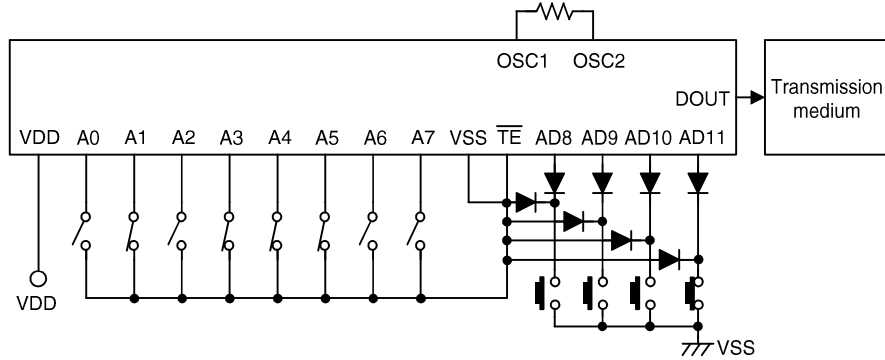 OSC1 OSC2
DOUT
Transmission
medium
VDD A0 A1 A2 A3 A4 A5 A6 A7 VSS T̅E̅ AD8 AD9 AD10 AD11
VDD
VSS